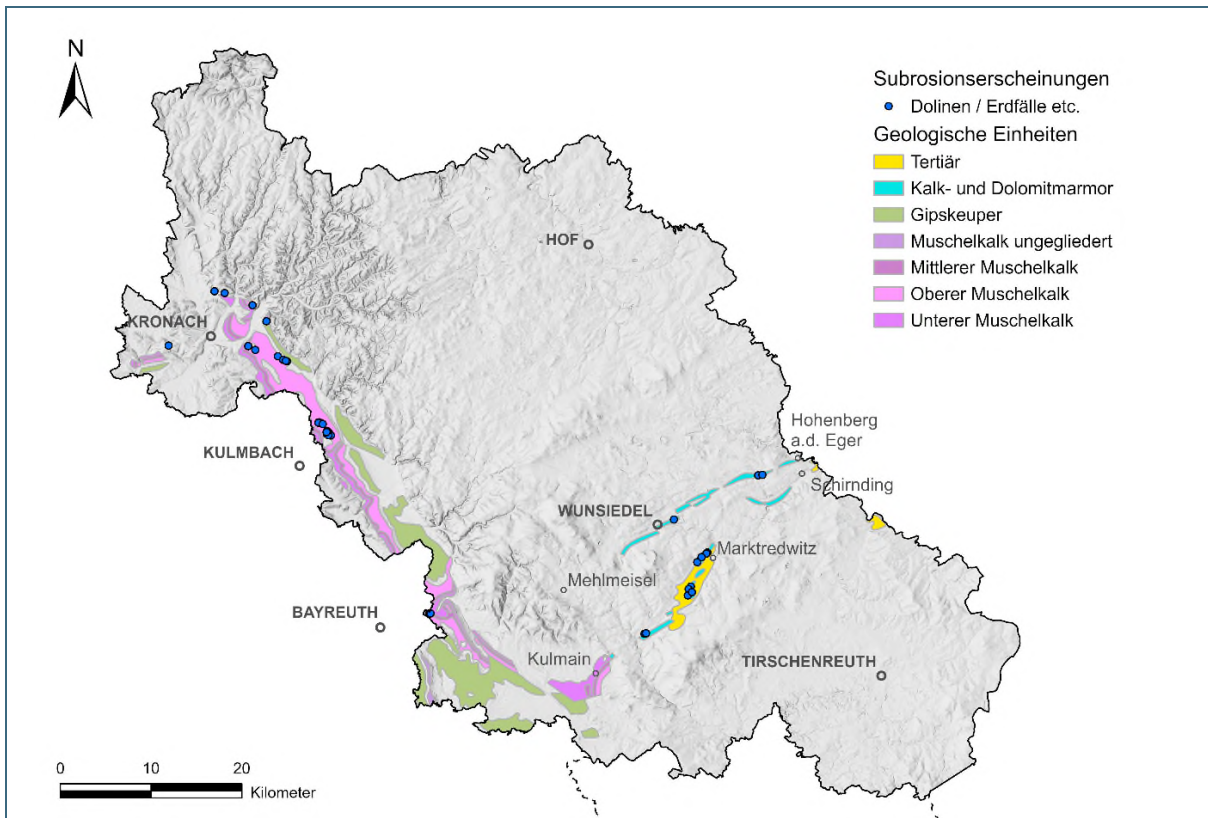 N
Subrosionserscheinungen
Dolinen / Erdfälle etc.
Geologische Einheiten
Tertiär
Kalk- und Dolomitmarmor
Gipskeuper
Muschelkalk ungegliedert
Mittlerer Muschelkalk
Oberer Muschelkalk
Unterer Muschelkalk
HOF
KRONACH
Hohenberg
a.d. Eger
KULMBACH
Schirnding
WUNSIEDEL
Marktredwitz
Mehlmeisel
BAYREUTH
Kulmain
TIRSCHENREUTH
0 10 20
Kilometer